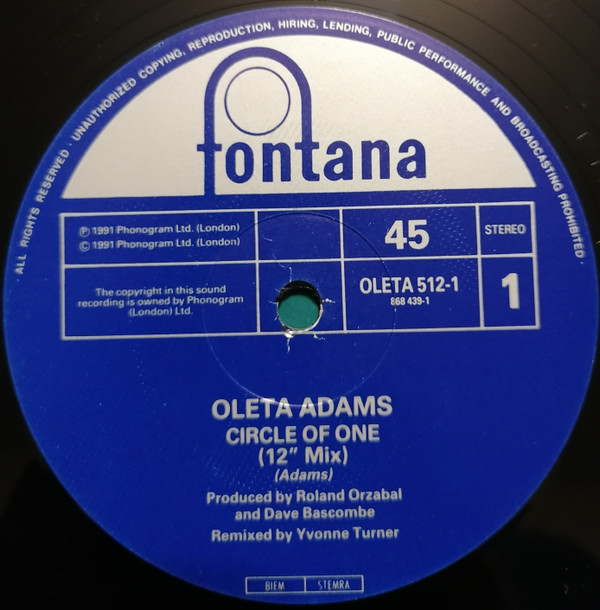 · ALL RIGHTS RESERVED · UNAUTHORIZED COPYING, REPRODUCTION, HIRING, LENDING, PUBLIC PERFORMANCE AND BROADCASTING PROHIBITED ·
fontana
℗ 1991 Phonogram Ltd. (London)
© 1991 Phonogram Ltd. (London)
45
STEREO
The copyright in this sound
recording is owned by Phonogram
(London) Ltd.
OLETA 512-1
868 439-1
1
OLETA ADAMS
CIRCLE OF ONE
(12" Mix)
(Adams)
Produced by Roland Orzabal
and Dave Bascombe
Remixed by Yvonne Turner
BIEM STEMRA